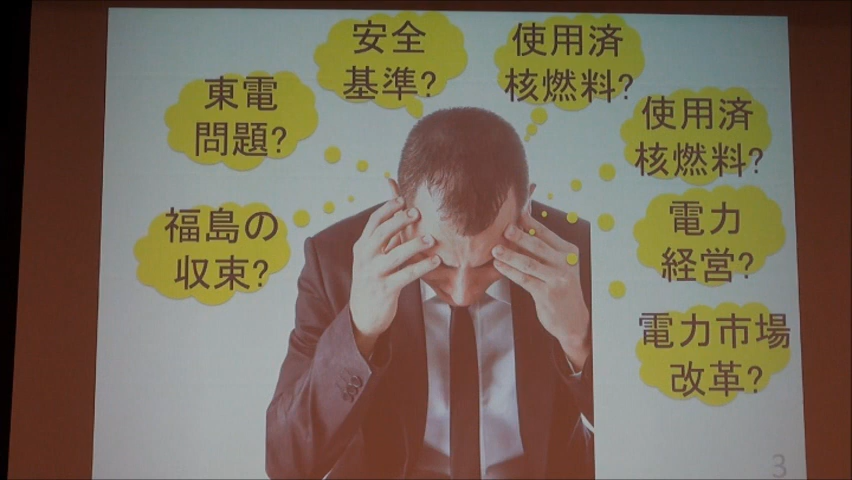 安全
基準?
使用済
核燃料?
東電
問題?
使用済
核燃料?
福島の
収束?
電力
経営?
電力市場
改革?
3